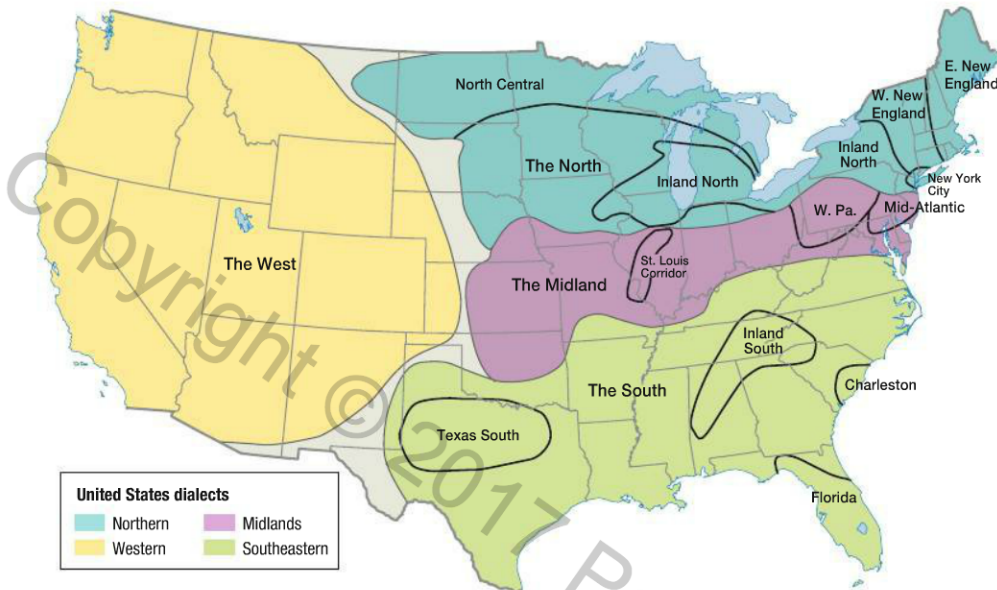 North Central
E. New
England
W. New
England
The North
Inland
North
Inland North
New York
City
W. Pa.
Mid-Atlantic
The West
St. Louis
Corridor
The Midland
Inland
South
The South
Charleston
Texas South
Florida
United States dialects
Northern
Midlands
Western
Southeastern
Copyright © 2017 P